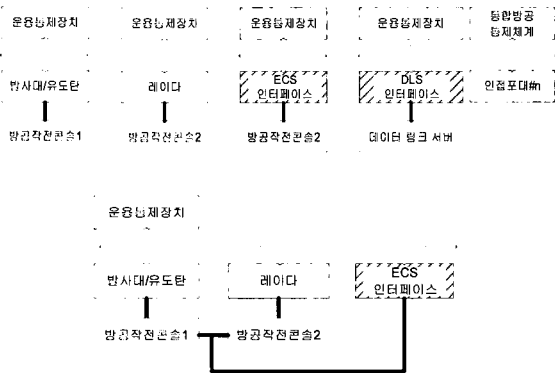 운용통제장치
운용통제장치
운용통제장치
운용통제장치
통합방공
통제체계
반사대/유도탄
레이다
ECS
인터페이스
DLS
인터페이스
인접포대#n
방공작전콘솔1
방공작전콘솔2
방공작전콘솔2
데이터 링크 서버
운용통제장치
반사대/유도탄
레이다
ECS
인터페이스
방공작전콘솔1
방공작전콘솔2